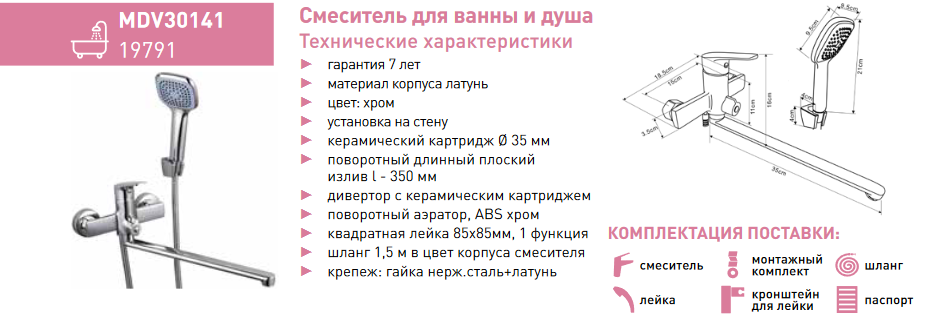 MDV30141
19791
Смеситель для ванны и душа
Технические характеристики
► гарантия 7 лет
► материал корпуса латунь
► цвет: хром
► установка на стену
► керамический картридж Ø 35 мм
► поворотный длинный плоский
излив l - 350 мм
► дивертор с керамическим картриджем
► поворотный аэратор, ABS хром
► квадратная лейка 85х85мм, 1 функция
► шланг 1,5 м в цвет корпуса смесителя
► крепеж: гайка нерж.сталь+латунь
8.5cm
9.5cm
21cm
4cm
4cm
18.5cm
15cm
11cm
18cm
3.5cm
35cm
КОМПЛЕКТАЦИЯ ПОСТАВКИ:
смеситель
монтажный
комплект
шланг
лейка
кронштейн
для лейки
паспорт